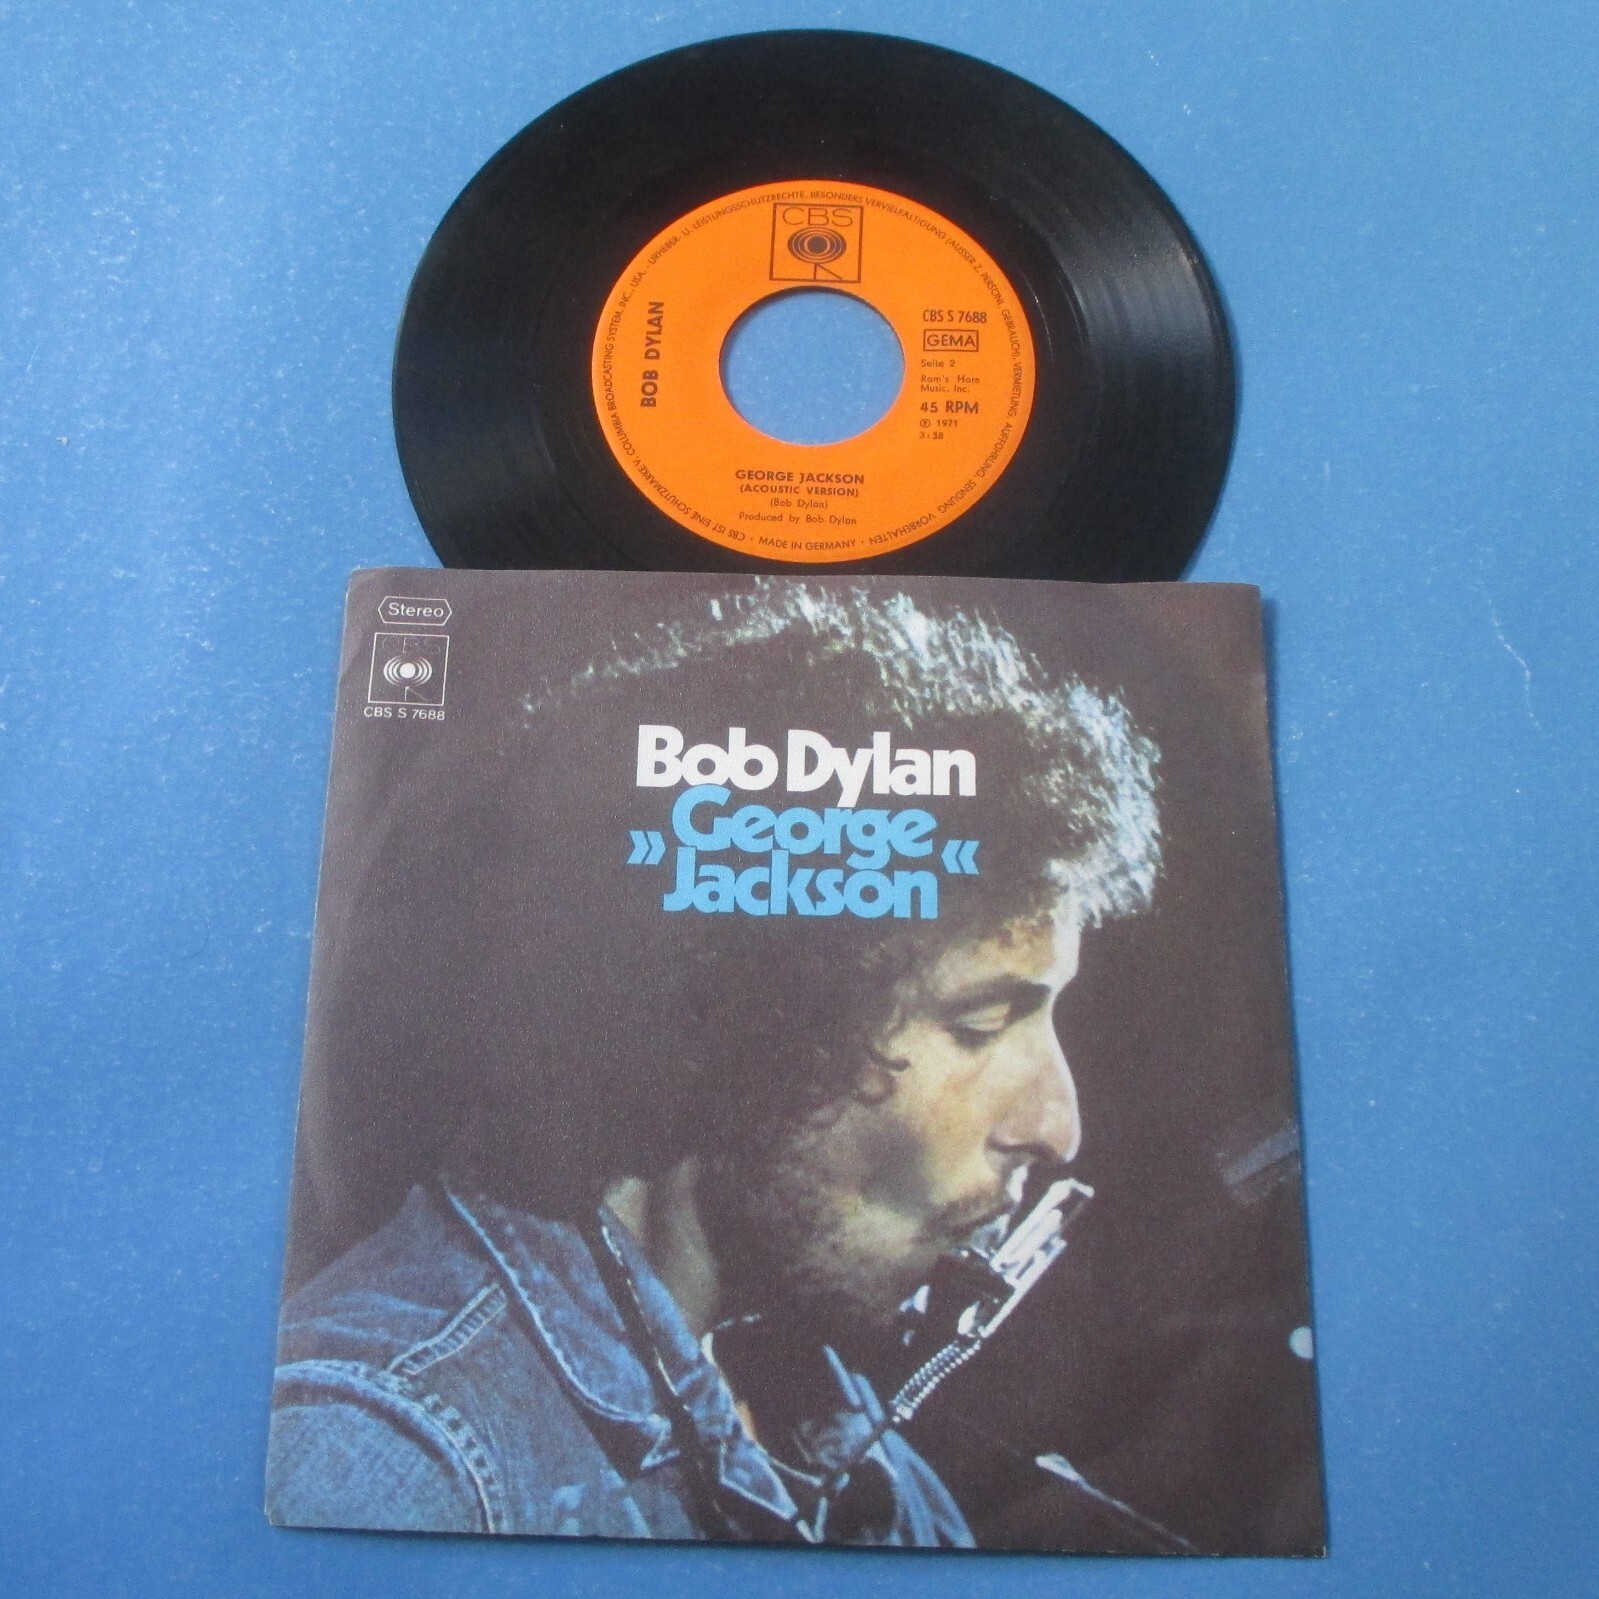 URHEBER- U. LEISTUNGSSCHUTZRECHTE, BESONDERS VERVIELFÄLTIGUNG (AUSSER Z. PERSÖNL. GEBRAUCH), VERMIETUNG, AUFFÜHRUNG, SENDUNG VORBEHALTEN
CBS
BOB DYLAN
CBS S 7688
GEMA
Seite 2
Ram's Horn
Music, Inc.
45 RPM
℗ 1971
3:38
GEORGE JACKSON
(ACOUSTIC VERSION)
(Bob Dylan)
Produced by Bob Dylan
• MADE IN GERMANY • CBS IST EINE SCHUTZMARKE V. COLUMBIA BROADCASTING SYSTEM, INC., USA. •
Stereo
CBS
CBS S 7688
Bob Dylan
»George
Jackson«